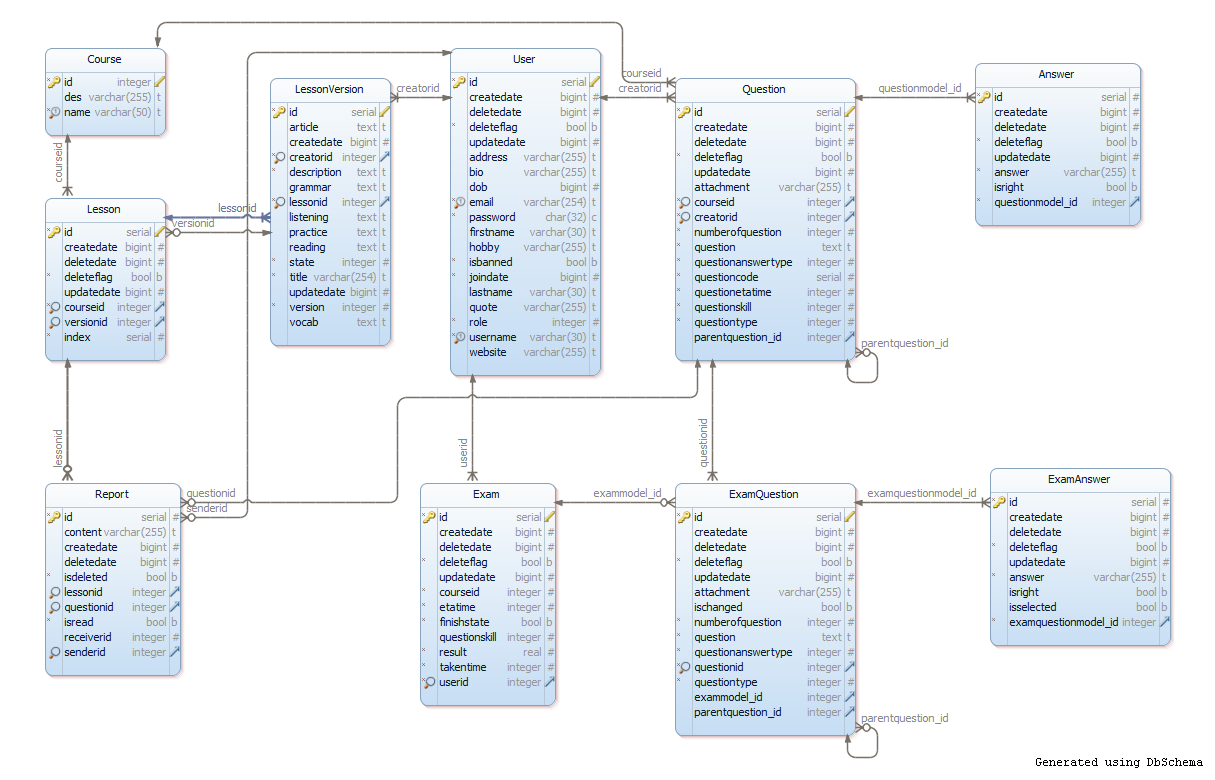 Course
id integer
des varchar(255) t
name varchar(50) t
courseid
Lesson
id serial
createdate bigint #
deletedate bigint #
deleteflag bool b
updatedate bigint #
courseid integer
versionid integer
index serial #
lessonid
versionid
LessonVersion
id serial
article text t
createdate bigint #
creatorid integer
description text t
grammar text t
lessonid integer
listening text t
practice text t
reading text t
state integer #
title varchar(254) t
updatedate bigint #
version integer #
vocab text t
creatorid
User
id serial
createdate bigint #
deletedate bigint #
deleteflag bool b
updatedate bigint #
address varchar(255) t
bio varchar(255) t
dob bigint #
email varchar(254) t
password char(32) c
firstname varchar(30) t
hobby varchar(255) t
isbanned bool b
joindate bigint #
lastname varchar(30) t
quote varchar(255) t
role integer #
username varchar(30) t
website varchar(255) t
courseid
creatorid
Question
id serial
createdate bigint #
deletedate bigint #
deleteflag bool b
updatedate bigint #
attachment varchar(255) t
courseid integer
creatorid integer
numberofquestion integer #
question text t
questionanswertype integer #
questioncode serial #
questionetatime integer #
questionskill integer #
questiontype integer #
parentquestion_id integer
parentquestion_id
questionmodel_id
Answer
id serial #
createdate bigint #
deletedate bigint #
deleteflag bool b
updatedate bigint #
answer varchar(255) t
isright bool b
questionmodel_id integer
lessonid
Report
id serial #
content varchar(255) t
createdate bigint #
deletedate bigint #
isdeleted bool b
lessonid integer
questionid integer
isread bool b
receiverid integer #
senderid integer
questionid
senderid
userid
Exam
id serial
createdate bigint #
deletedate bigint #
deleteflag bool b
updatedate bigint #
courseid integer #
etatime integer #
finishstate bool b
questionskill integer #
result real #
takentime integer #
userid integer
exammodel_id
questionid
ExamQuestion
id serial
createdate bigint #
deletedate bigint #
deleteflag bool b
updatedate bigint #
attachment varchar(255) t
ischanged bool b
numberofquestion integer #
question text t
questionanswertype integer #
questionid integer
questiontype integer #
exammodel_id integer
parentquestion_id integer
parentquestion_id
examquestionmodel_id
ExamAnswer
id serial #
createdate bigint #
deletedate bigint #
deleteflag bool b
updatedate bigint #
answer varchar(255) t
isright bool b
isselected bool b
examquestionmodel_id integer
Generated using DbSchema